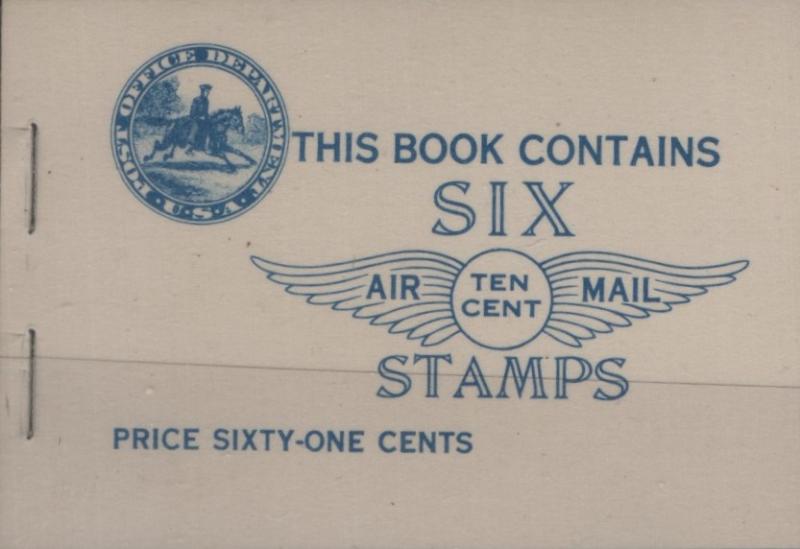 POST OFFICE DEPARTMENT
U.S.A.
THIS BOOK CONTAINS
SIX
AIR TEN CENT MAIL
STAMPS
PRICE SIXTY-ONE CENTS